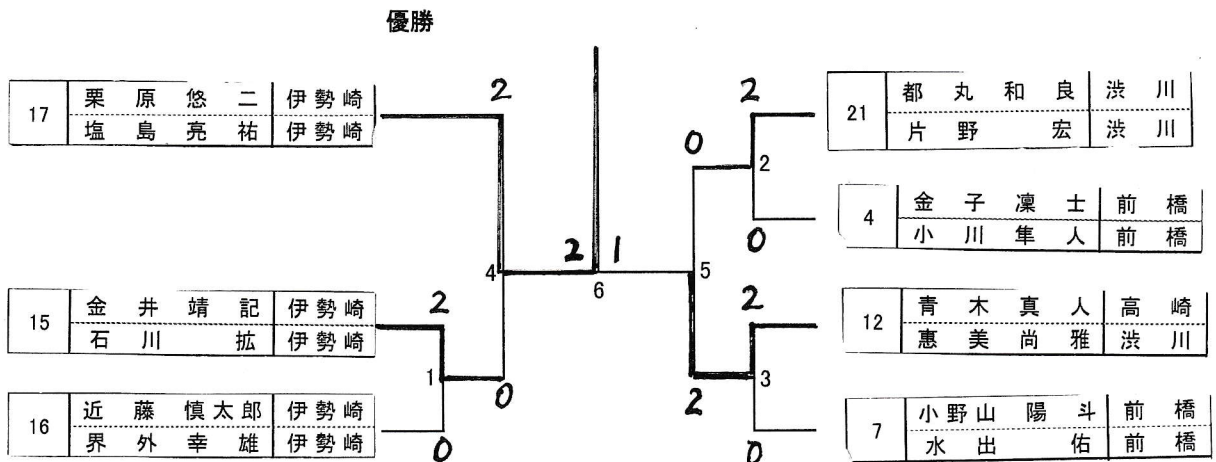 優勝
17 栗原悠二 伊勢崎
塩島亮祐 伊勢崎
15 金井靖記 伊勢崎
石川拡 伊勢崎
16 近藤慎太郎 伊勢崎
界外幸雄 伊勢崎
2
4
2
1
0
0
2 1
6
0
2
2
0
5
2
3
2
0
21 都丸和良 渋川
片野宏 渋川
4 金子凜士 前橋
小川隼人 前橋
12 青木真人 高崎
惠美尚雅 渋川
7 小野山陽斗 前橋
水出佑 前橋